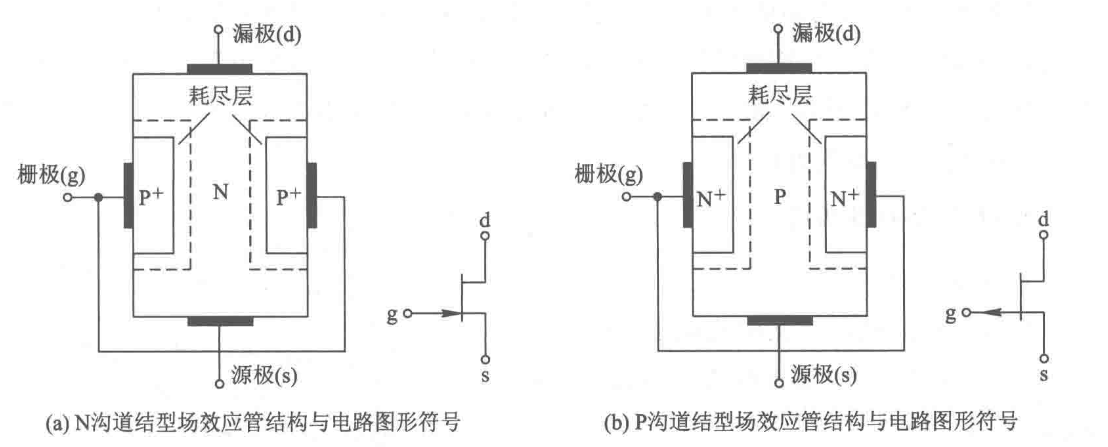 漏极(d)
耗尽层
栅极(g)
P+
N
P+
d
g
s
源极(s)
(a) N沟道结型场效应管结构与电路图形符号
漏极(d)
耗尽层
栅极(g)
N+
P
N+
d
g
s
源极(s)
(b) P沟道结型场效应管结构与电路图形符号